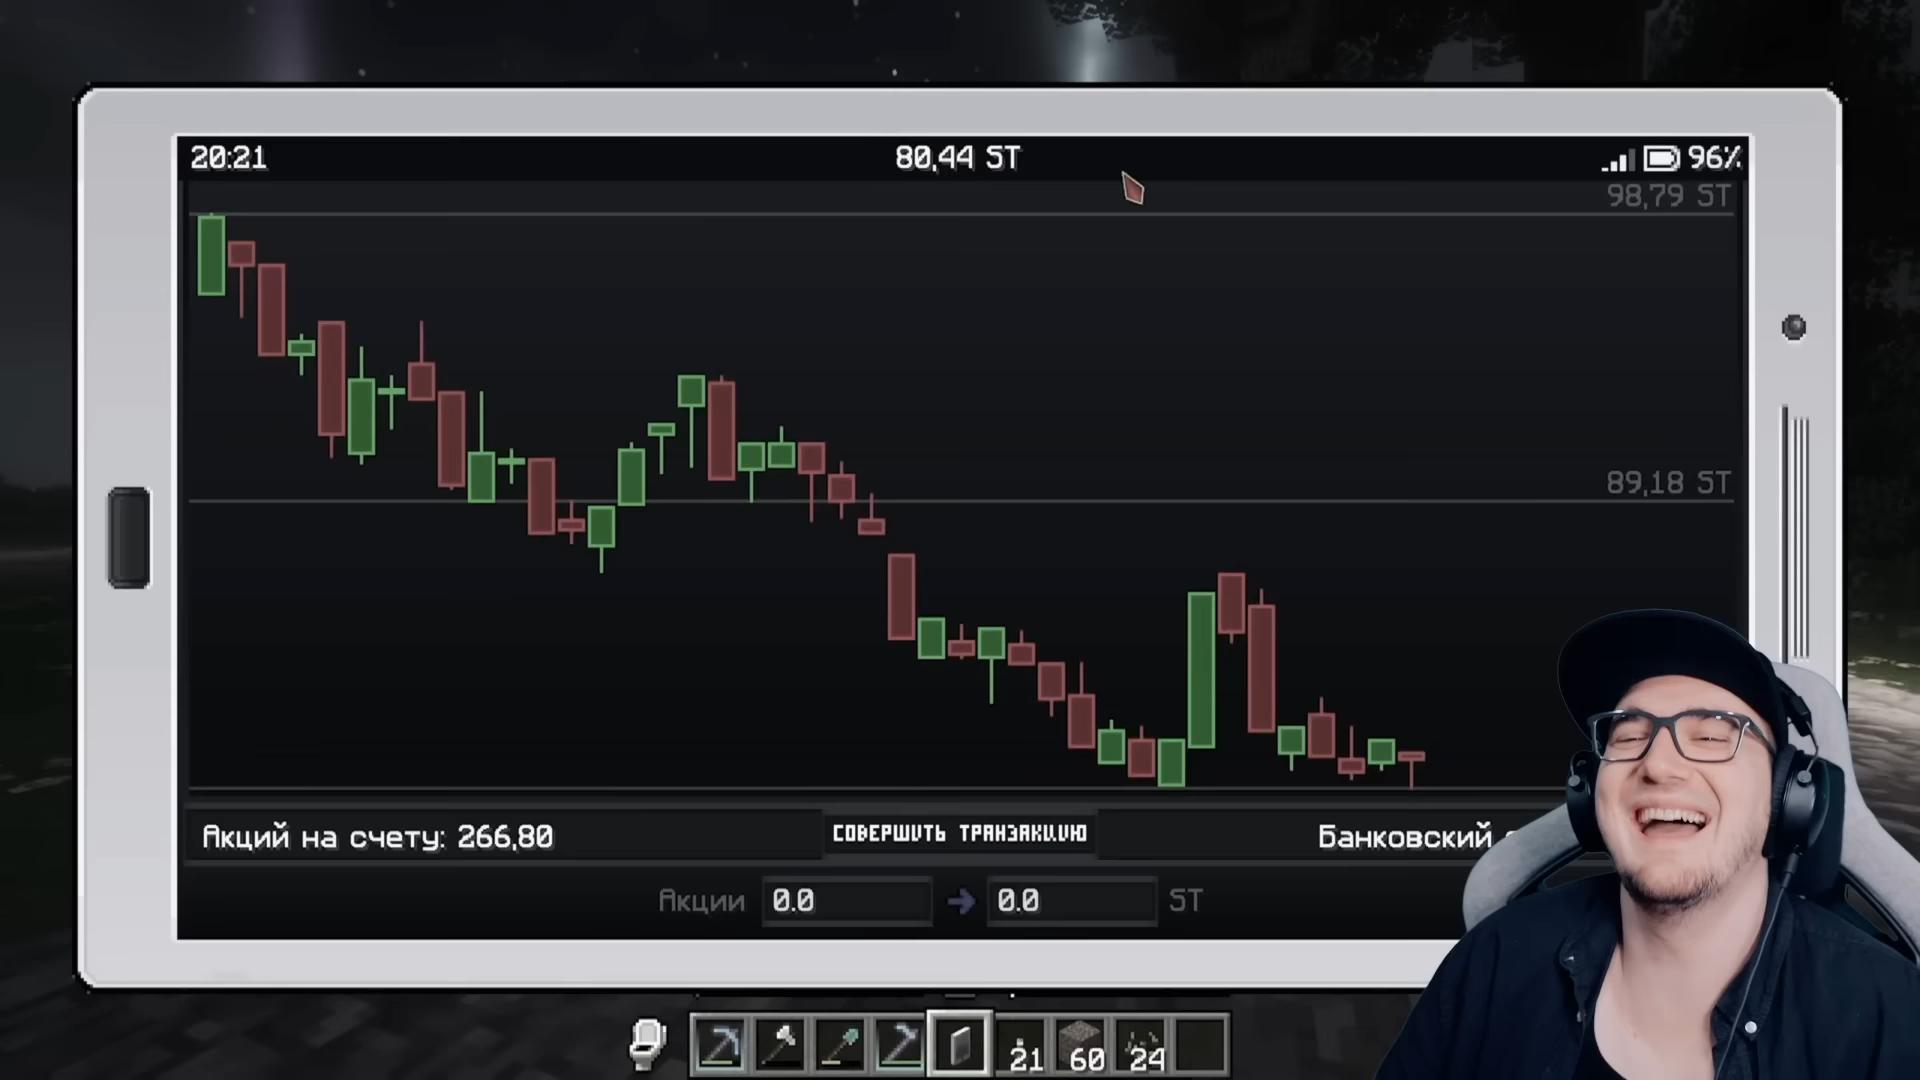 20:21
80,44 ST
96%
98,79 ST
89,18 ST
Акций на счету: 266,80
СОВЕРШИТЬ ТРАНЗАКЦИЮ
Банковский
Акции 0.0 → 0.0 ST
21 60 24